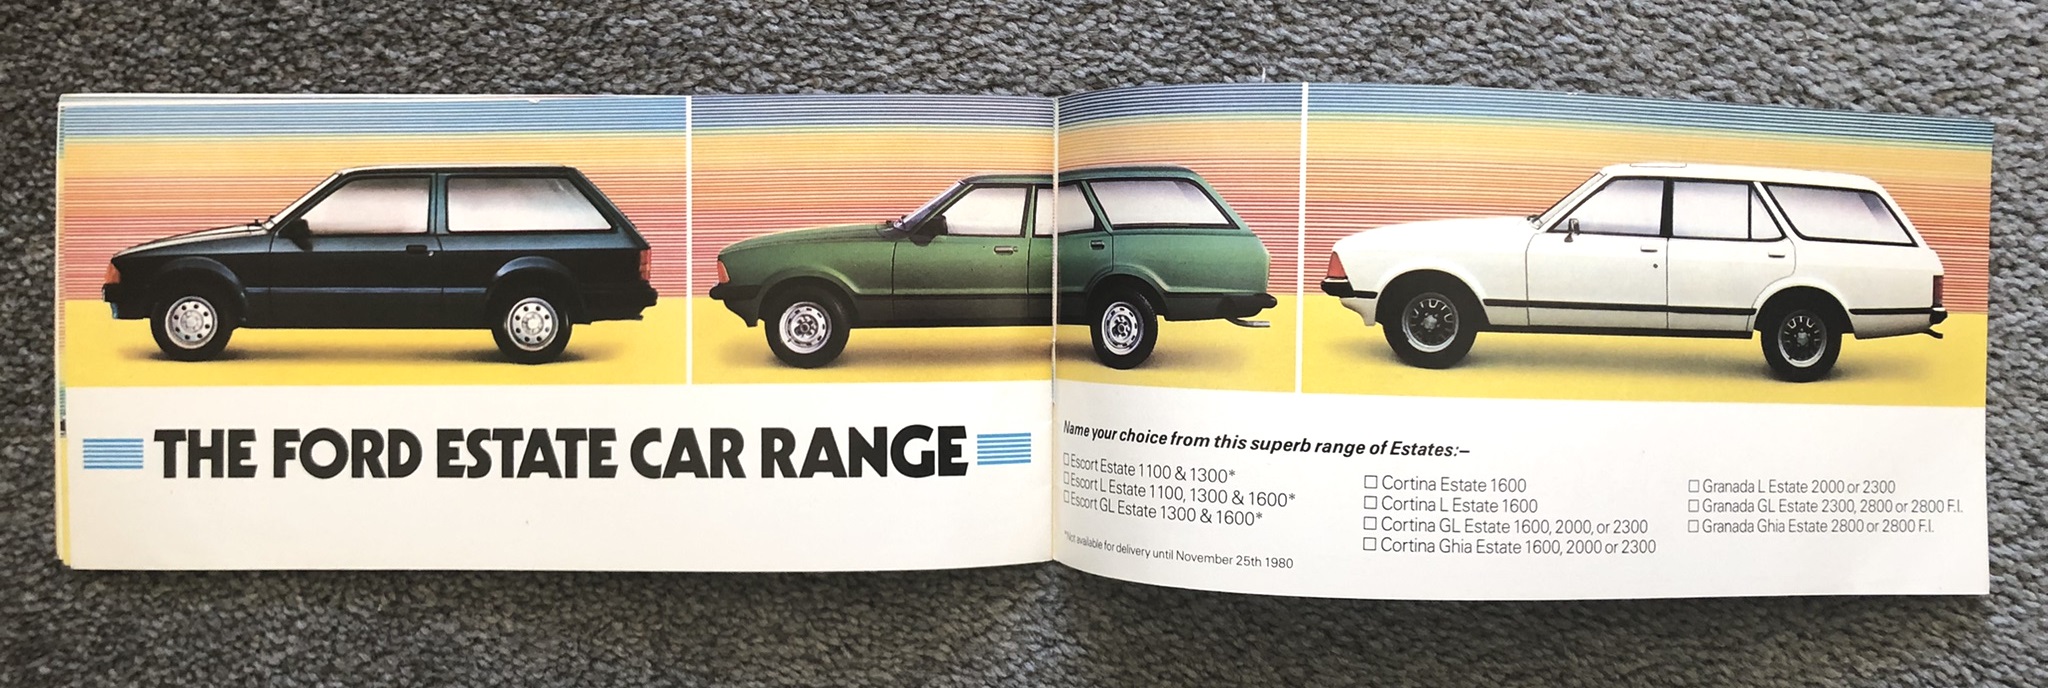 THE FORD ESTATE CAR RANGE
Name your choice from this superb range of Estates:–
☐ Escort Estate 1100 & 1300*
☐ Escort L Estate 1100, 1300 & 1600*
☐ Escort GL Estate 1300 & 1600*
*Not available for delivery until November 25th 1980
☐ Cortina Estate 1600
☐ Cortina L Estate 1600
☐ Cortina GL Estate 1600, 2000, or 2300
☐ Cortina Ghia Estate 1600, 2000 or 2300
☐ Granada L Estate 2000 or 2300
☐ Granada GL Estate 2300, 2800 or 2800 F.I.
☐ Granada Ghia Estate 2800 or 2800 F.I.